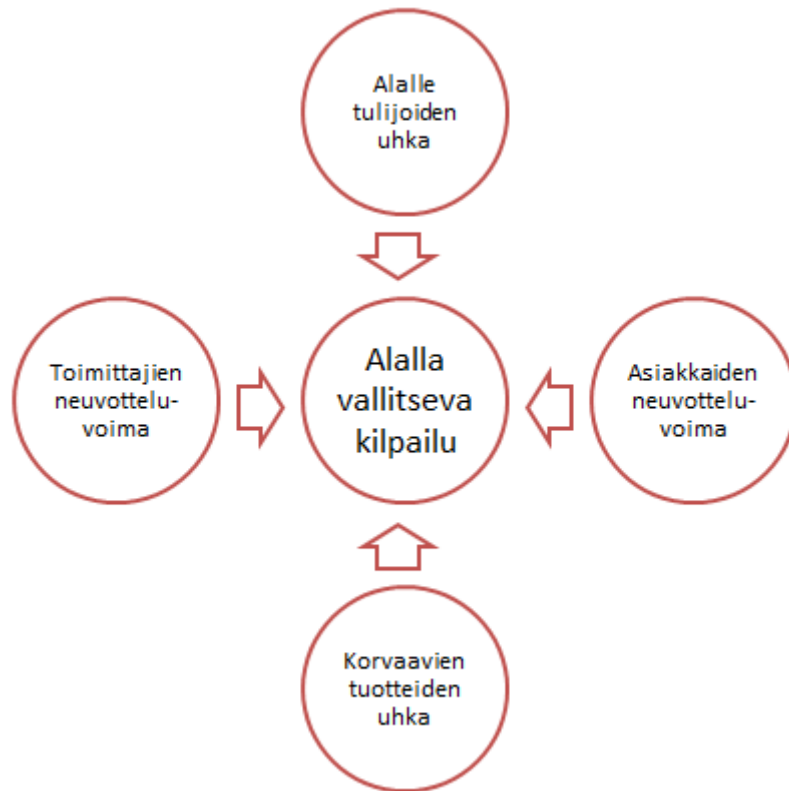 Alalle
tulijoiden
uhka
Toimittajien
neuvottelu-
voima
Alalla
vallitseva
kilpailu
Asiakkaiden
neuvottelu-
voima
Korvaavien
tuotteiden
uhka